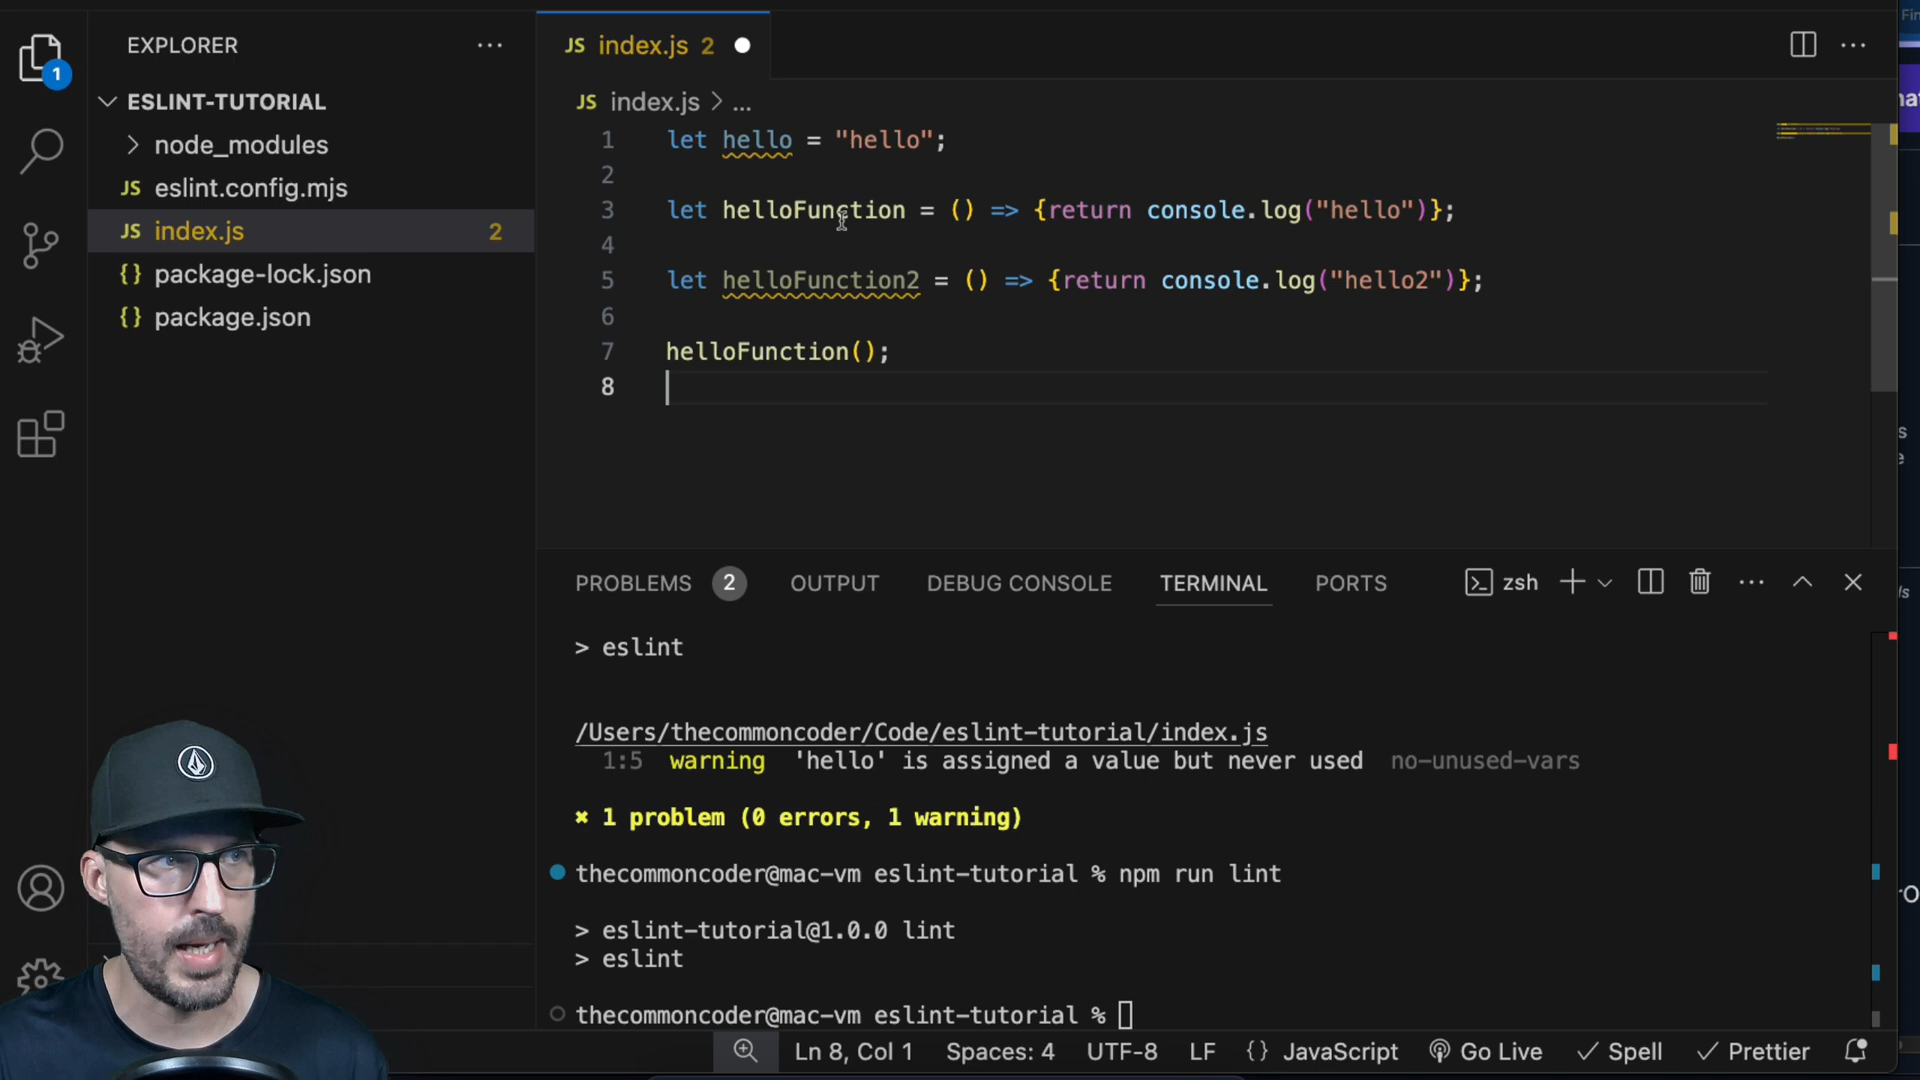 EXPLORER
1
ESLINT-TUTORIAL
node_modules
JS eslint.config.mjs
JS index.js 2
{} package-lock.json
{} package.json
JS index.js 2
JS index.js > ...
1 let hello = "hello";
2
3 let helloFunction = () => {return console.log("hello")};
4
5 let helloFunction2 = () => {return console.log("hello2")};
6
7 helloFunction();
8
PROBLEMS 2 OUTPUT DEBUG CONSOLE TERMINAL PORTS zsh
> eslint
/Users/thecommoncoder/Code/eslint-tutorial/index.js
1:5 warning 'hello' is assigned a value but never used no-unused-vars
✖ 1 problem (0 errors, 1 warning)
thecommoncoder@mac-vm eslint-tutorial % npm run lint
> eslint-tutorial@1.0.0 lint
> eslint
thecommoncoder@mac-vm eslint-tutorial %
Ln 8, Col 1 Spaces: 4 UTF-8 LF {} JavaScript Go Live Spell Prettier